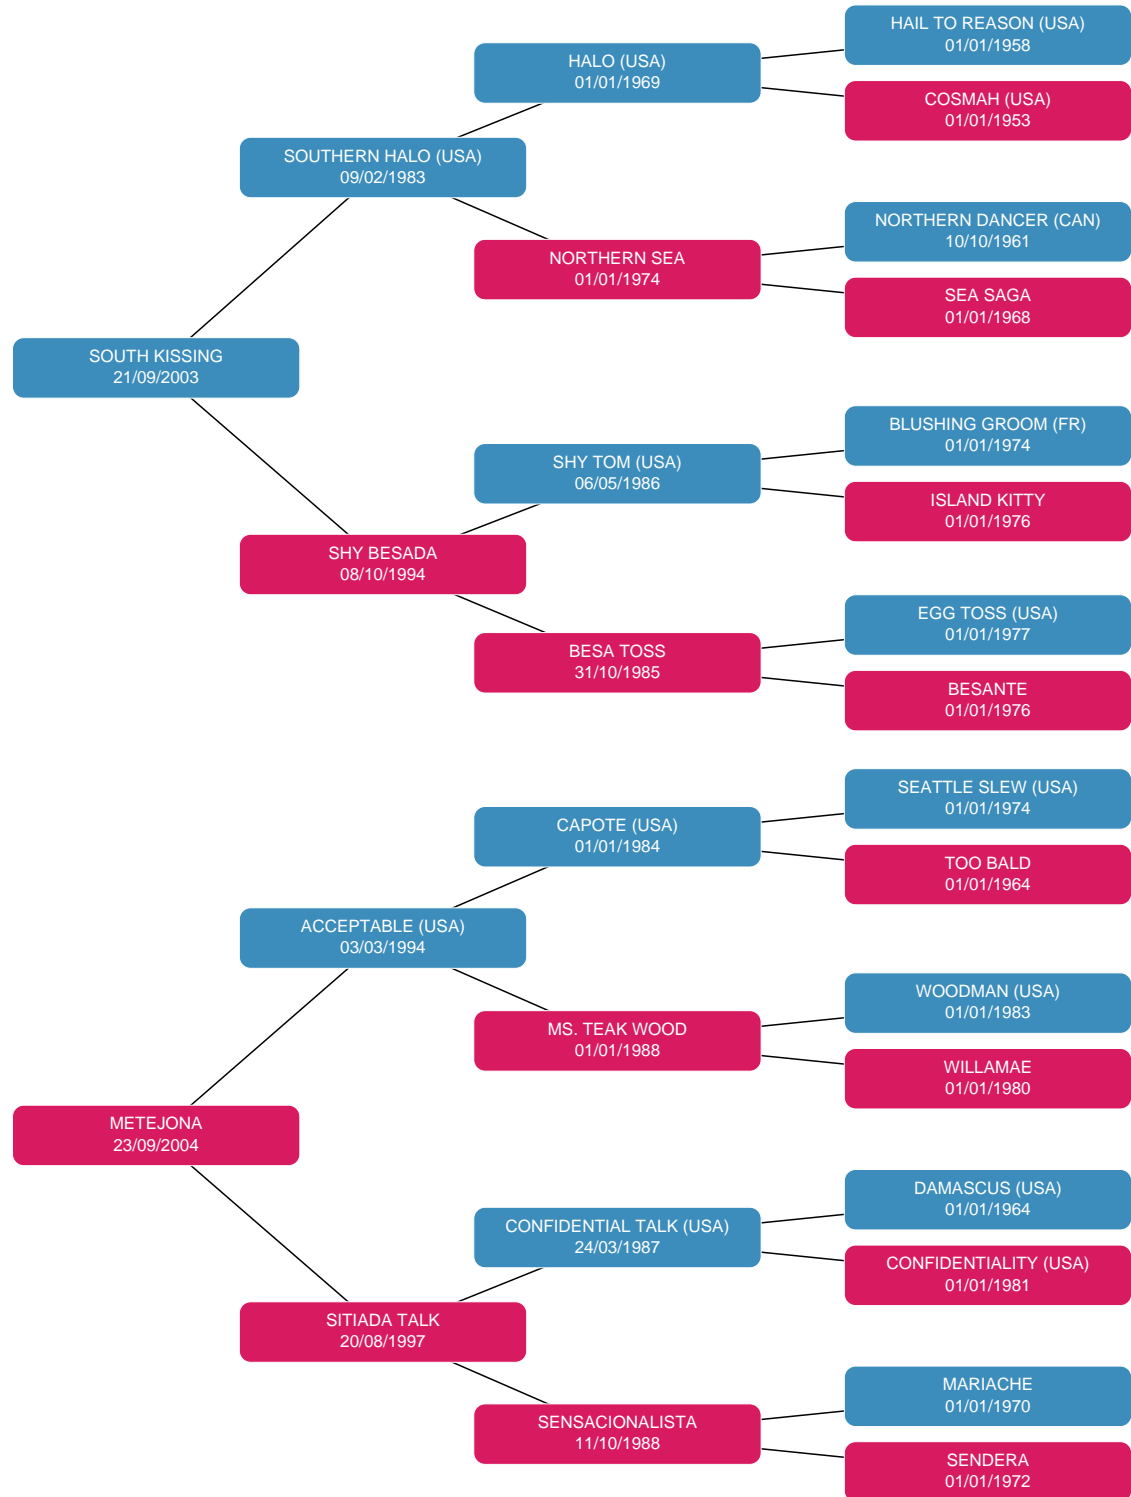 HAIL TO REASON (USA)
01/01/1958
HALO (USA)
01/01/1969
COSMAH (USA)
01/01/1953
SOUTHERN HALO (USA)
09/02/1983
NORTHERN DANCER (CAN)
10/10/1961
NORTHERN SEA
01/01/1974
SEA SAGA
01/01/1968
SOUTH KISSING
21/09/2003
BLUSHING GROOM (FR)
01/01/1974
SHY TOM (USA)
06/05/1986
ISLAND KITTY
01/01/1976
SHY BESADA
08/10/1994
EGG TOSS (USA)
01/01/1977
BESA TOSS
31/10/1985
BESANTE
01/01/1976
SEATTLE SLEW (USA)
01/01/1974
CAPOTE (USA)
01/01/1984
TOO BALD
01/01/1964
ACCEPTABLE (USA)
03/03/1994
WOODMAN (USA)
01/01/1983
MS. TEAK WOOD
01/01/1988
WILLAMAE
01/01/1980
METEJONA
23/09/2004
DAMASCUS (USA)
01/01/1964
CONFIDENTIAL TALK (USA)
24/03/1987
CONFIDENTIALITY (USA)
01/01/1981
SITIADA TALK
20/08/1997
MARIACHE
01/01/1970
SENSACIONALISTA
11/10/1988
SENDERA
01/01/1972